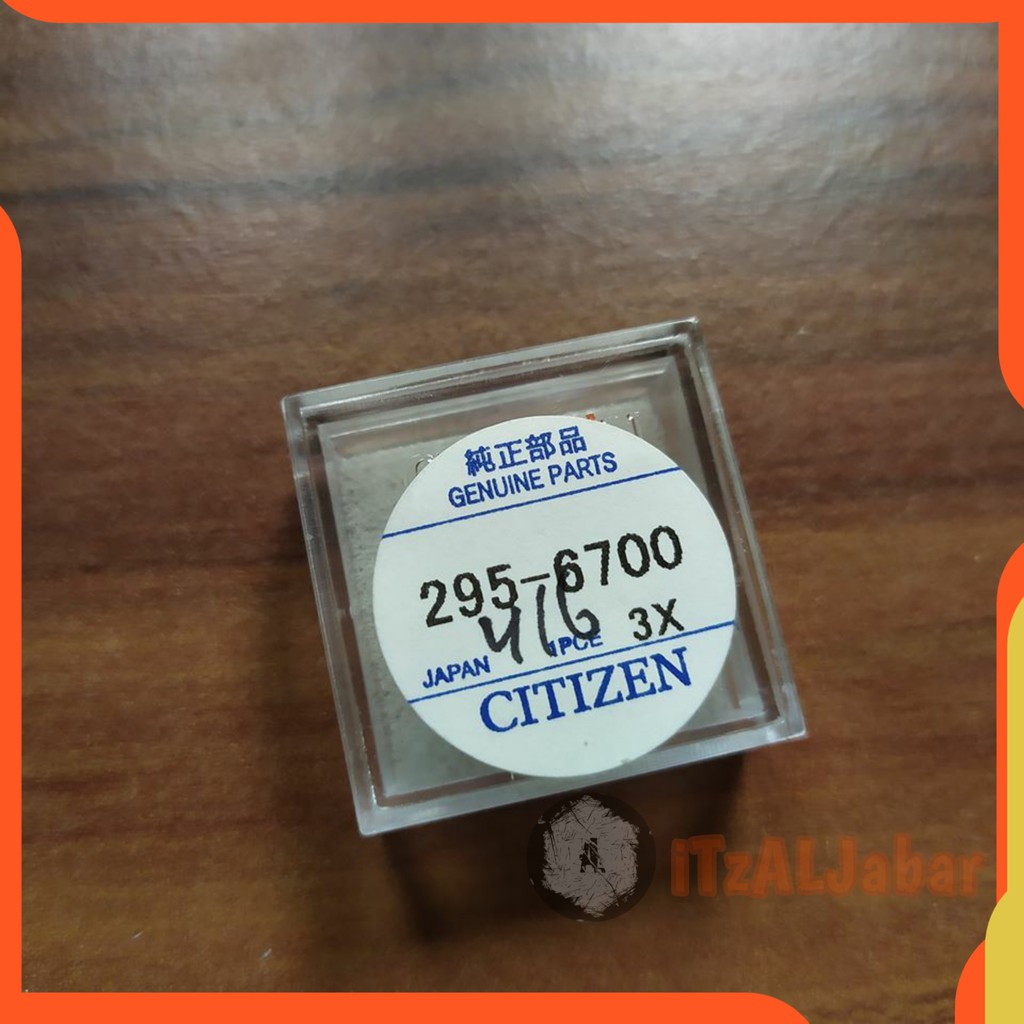 純正部品
GENUINE PARTS
295-6700
416
JAPAN 1PCE 3X
CITIZEN
iTzALJabar